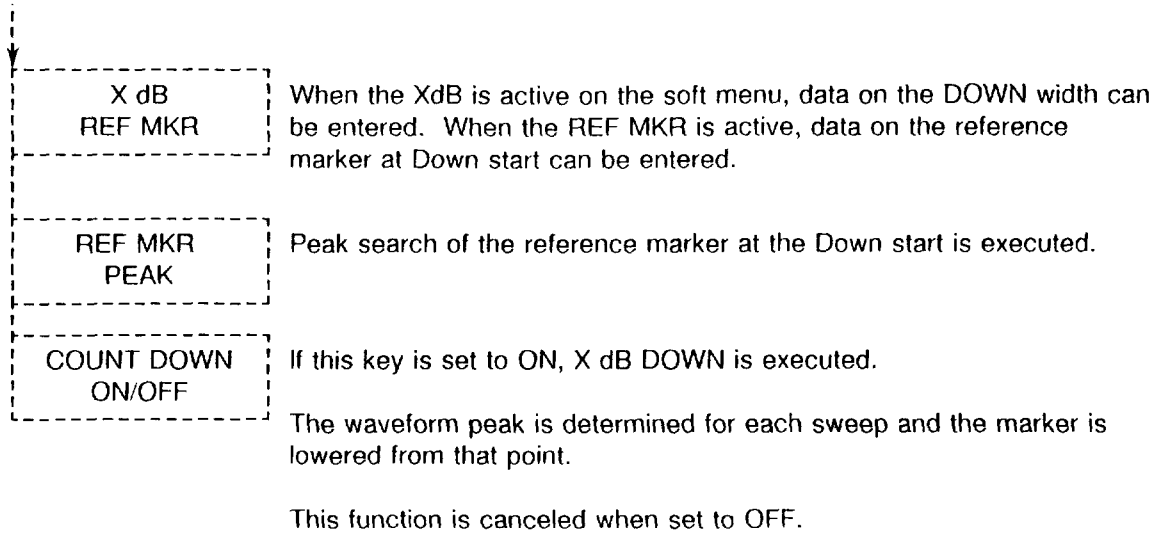 X dB
REF MKR
When the XdB is active on the soft menu, data on the DOWN width can
be entered. When the REF MKR is active, data on the reference
marker at Down start can be entered.
REF MKR
PEAK
Peak search of the reference marker at the Down start is executed.
COUNT DOWN
ON/OFF
If this key is set to ON, X dB DOWN is executed.
The waveform peak is determined for each sweep and the marker is
lowered from that point.
This function is canceled when set to OFF.